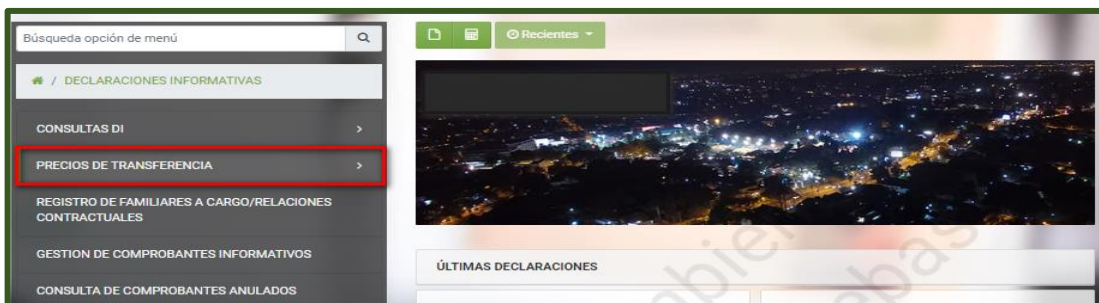 Búsqueda opción de menú
Recientes
/ DECLARACIONES INFORMATIVAS
CONSULTAS DI
PRECIOS DE TRANSFERENCIA
REGISTRO DE FAMILIARES A CARGO/RELACIONES
CONTRACTUALES
GESTION DE COMPROBANTES INFORMATIVOS
CONSULTA DE COMPROBANTES ANULADOS
ÚLTIMAS DECLARACIONES